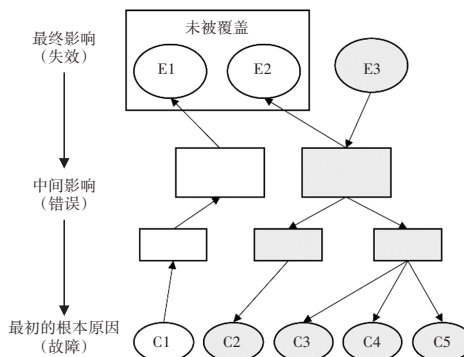 未被覆盖
最终影响
（失效）
E1
E2
E3
中间影响
（错误）
最初的根本原因
（故障）
C1
C2
C3
C4
C5